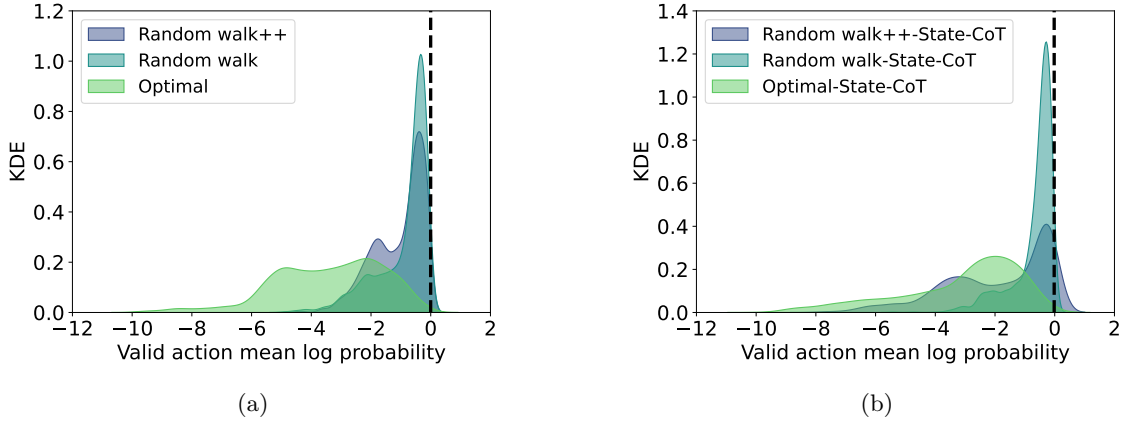 1.2
1.0
0.8
0.6
0.4
0.2
0.0
KDE
Random walk++
Random walk
Optimal
−12 −10 −8 −6 −4 −2 0 2
Valid action mean log probability
(a)
1.4
1.2
1.0
0.8
0.6
0.4
0.2
0.0
KDE
Random walk++-State-CoT
Random walk-State-CoT
Optimal-State-CoT
−12 −10 −8 −6 −4 −2 0 2
Valid action mean log probability
(b)